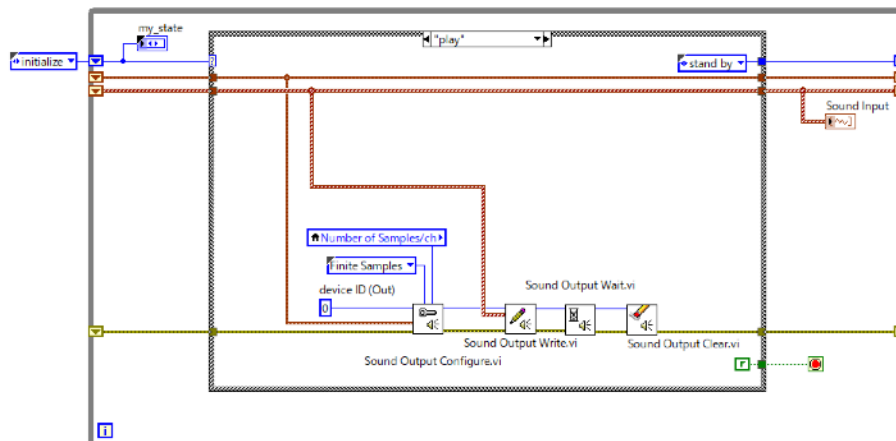 my_state
"play"
initialize
stand by
Sound Input
Number of Samples/ch
Finite Samples
Sound Output Wait.vi
device ID (Out)
0
Sound Output Write.vi
Sound Output Clear.vi
Sound Output Configure.vi
F
i